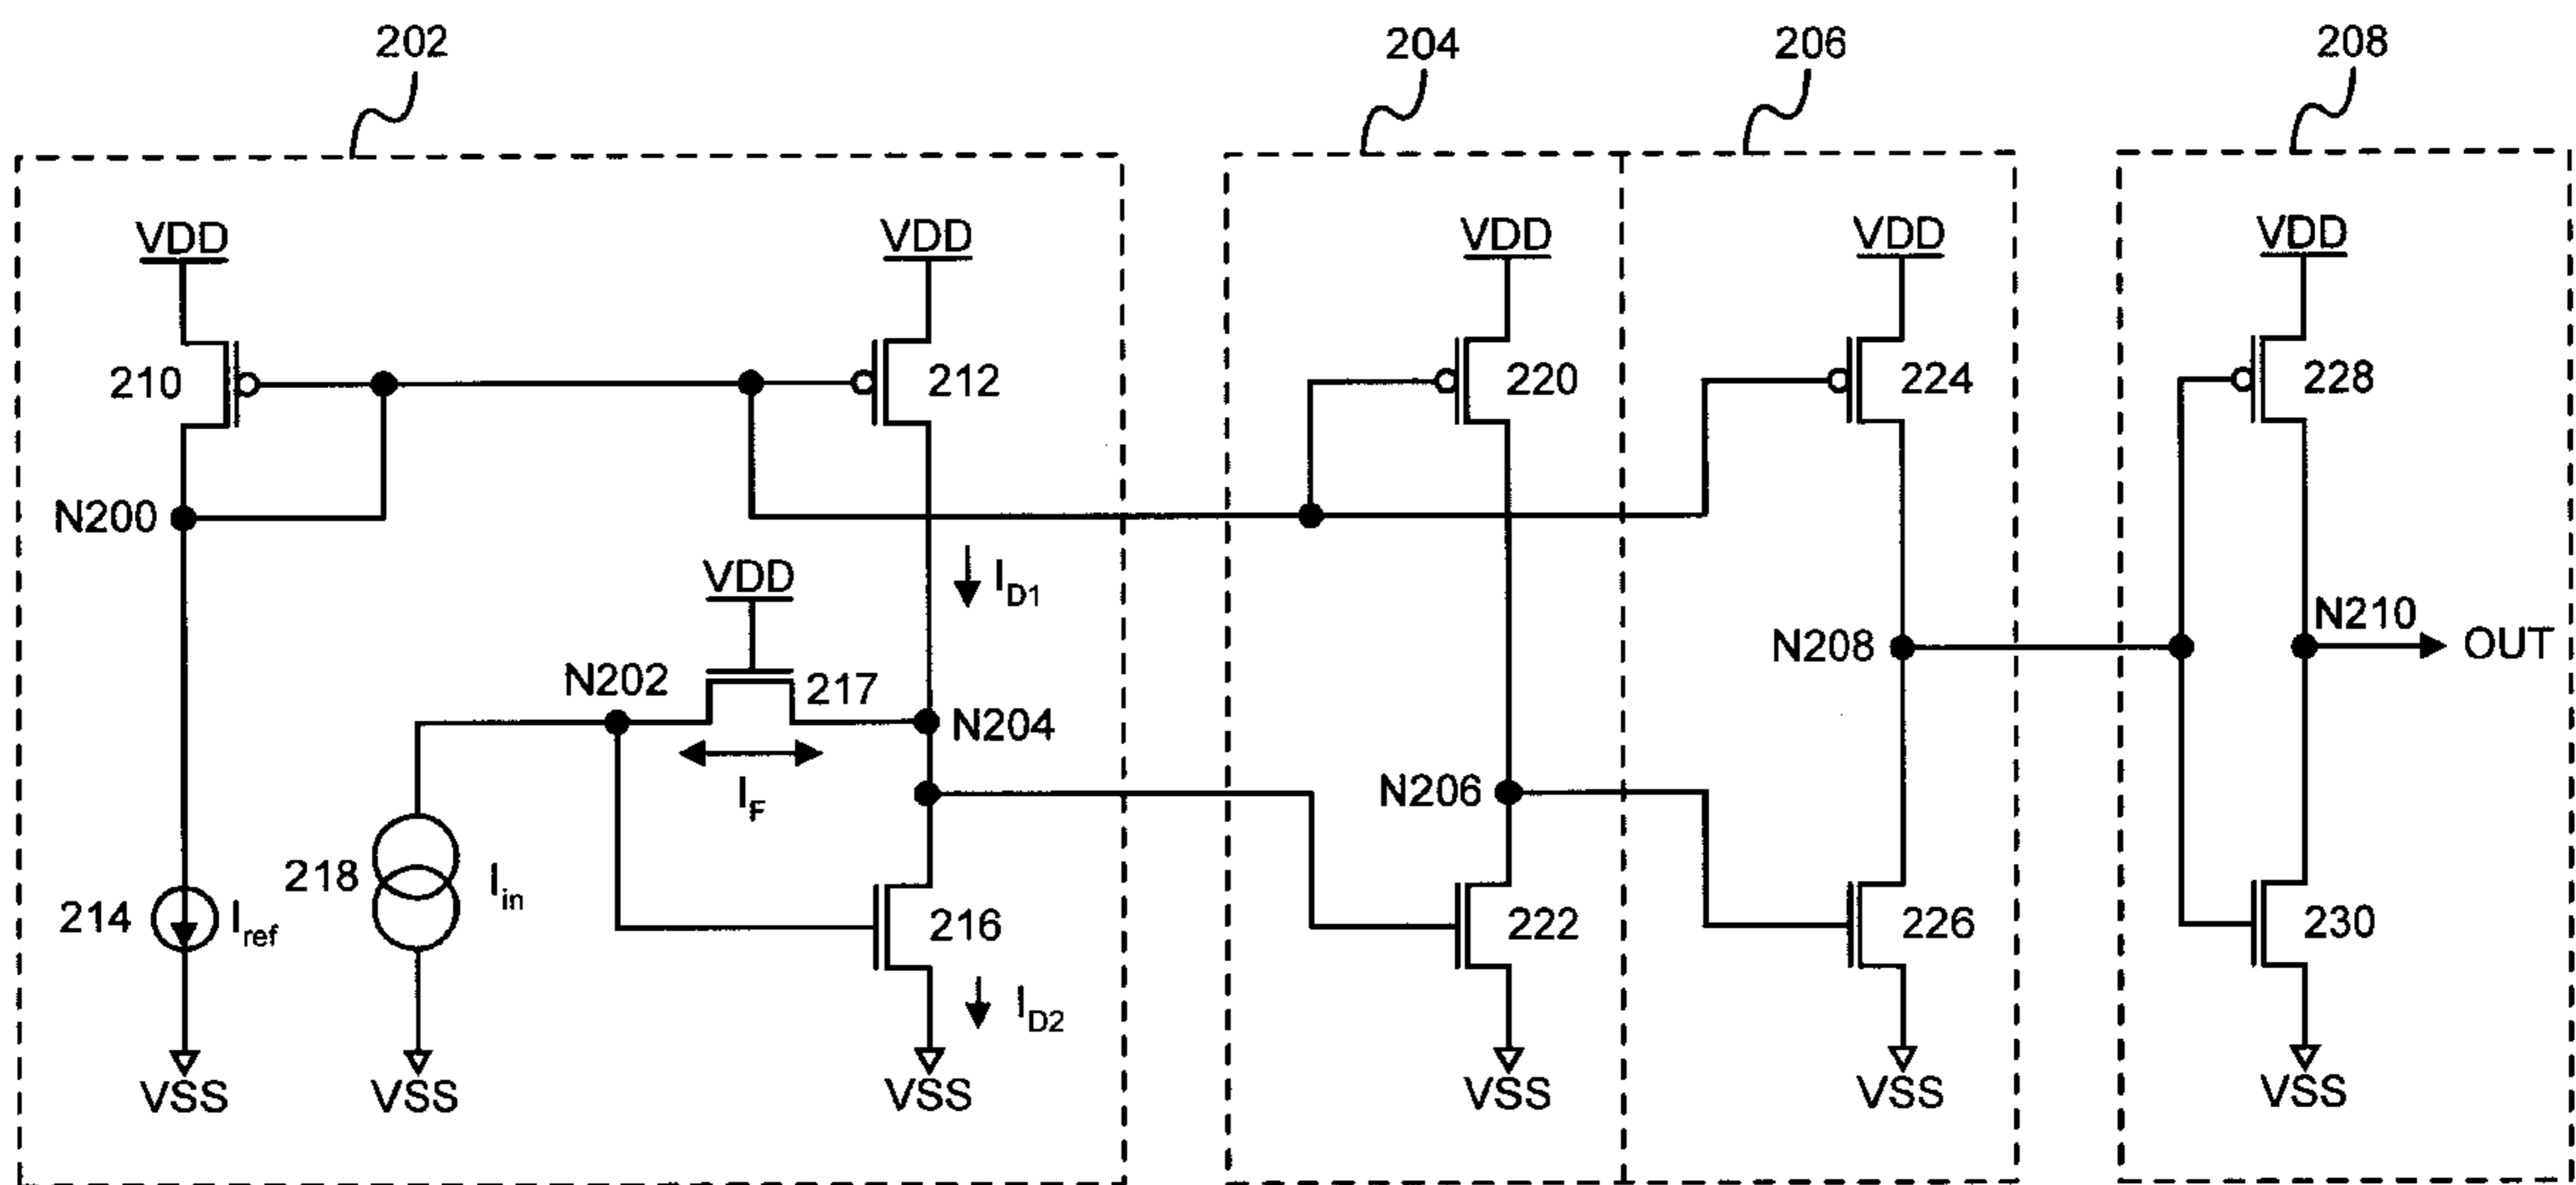 202
204
206
208
VDD
VDD
VDD
VDD
VDD
210
212
220
224
228
N200
VDD
I_D1
N202
217
N204
I_F
N206
N208
N210
OUT
214
I_ref
218
I_in
216
I_D2
222
226
230
VSS
VSS
VSS
VSS
VSS
VSS